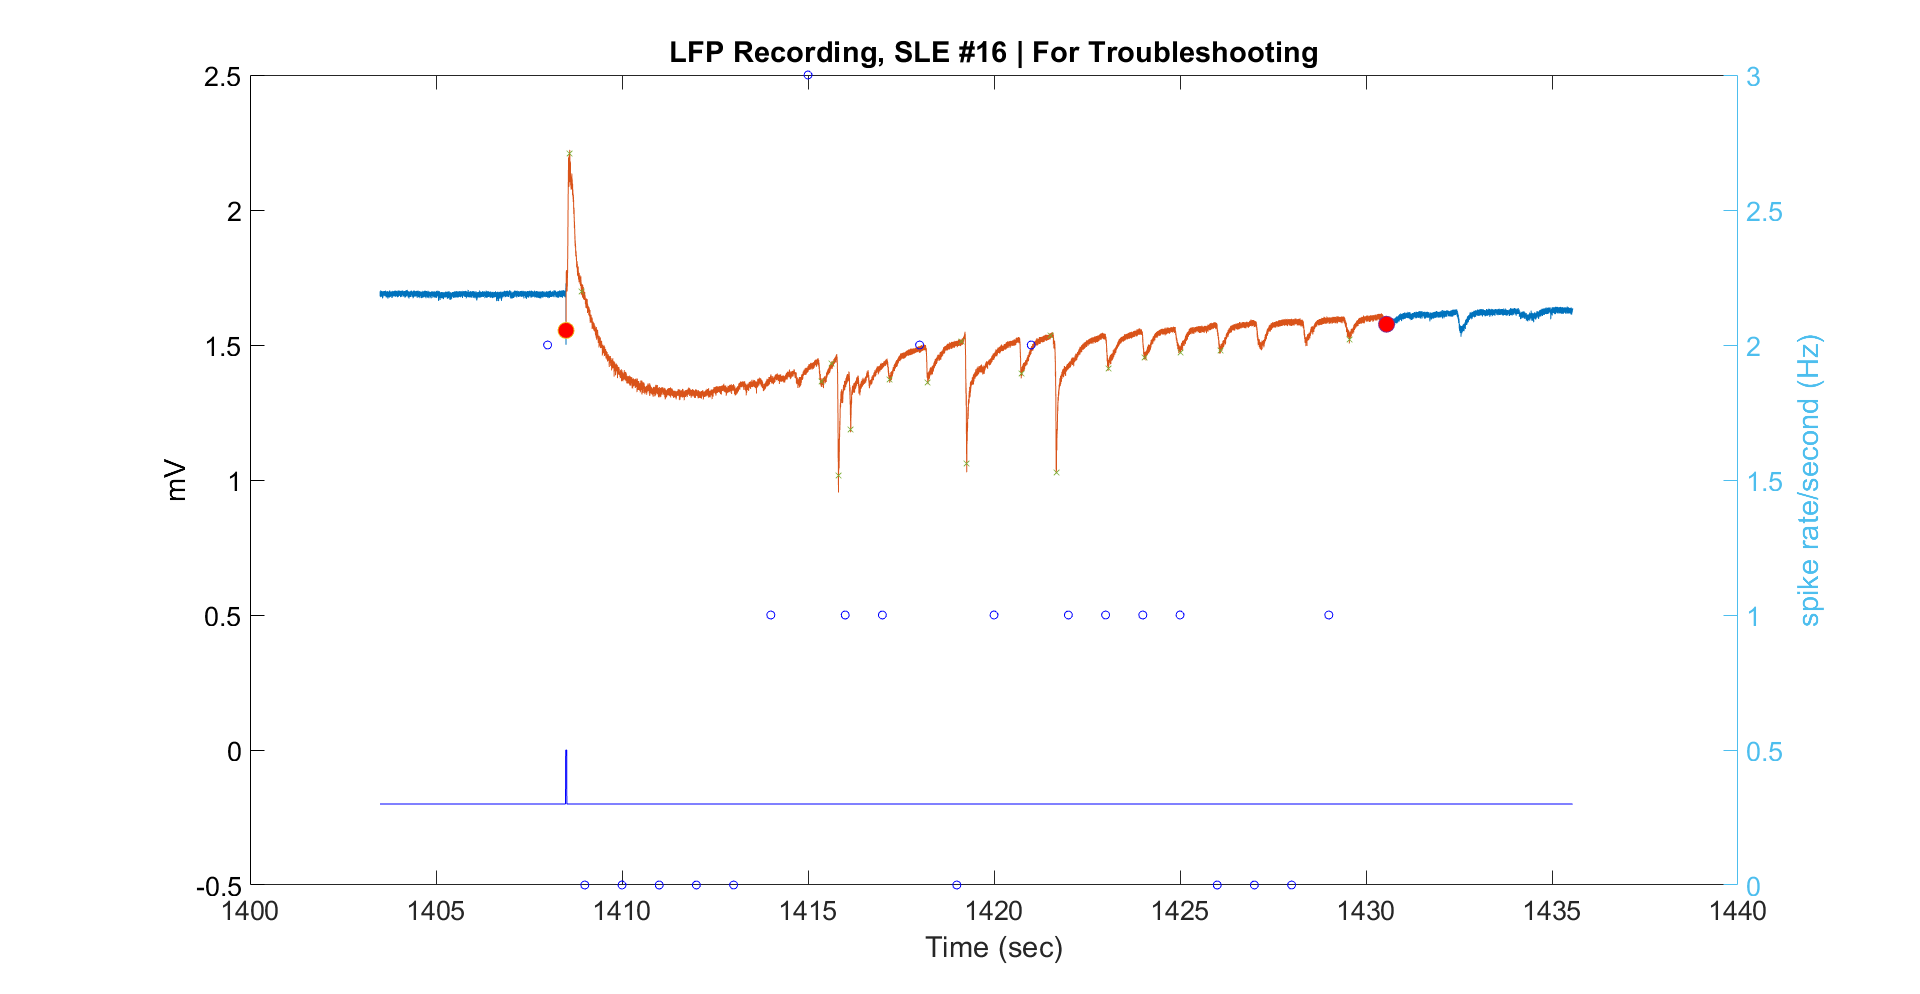 LFP Recording, SLE #16 | For Troubleshooting
2.5
2
1.5
1
0.5
0
-0.5
mV
3
2.5
2
1.5
1
0.5
0
spike rate/second (Hz)
1400 1405 1410 1415 1420 1425 1430 1435 1440
Time (sec)